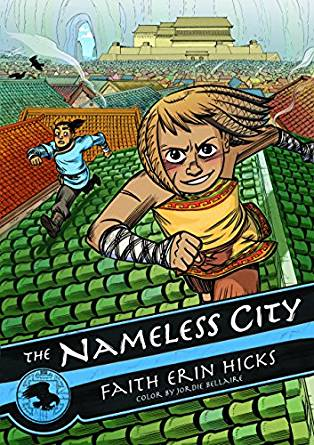 THE NAMELESS CITY
FAITH ERIN HICKS
COLOR BY JORDIE BELLAIRE